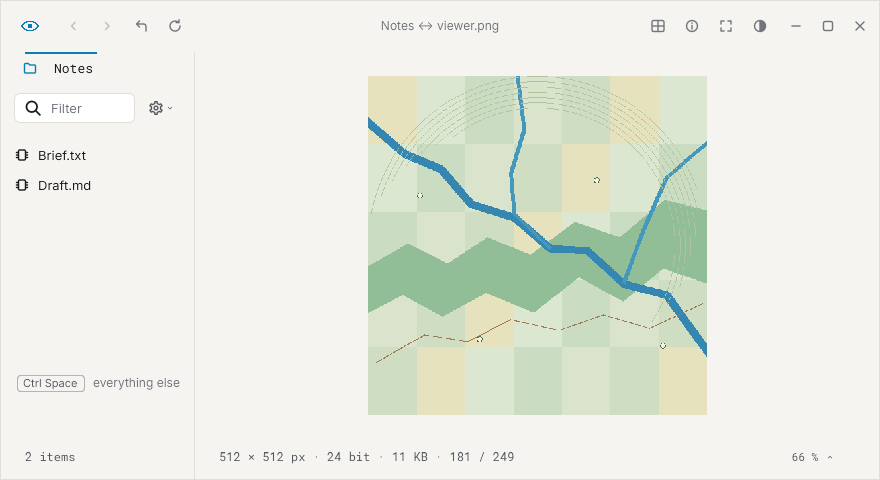 Notes ↔ viewer.png
Notes
Filter
Brief.txt
Draft.md
Ctrl Space everything else
2 items
512 × 512 px · 24 bit · 11 KB · 181 / 249
66 %